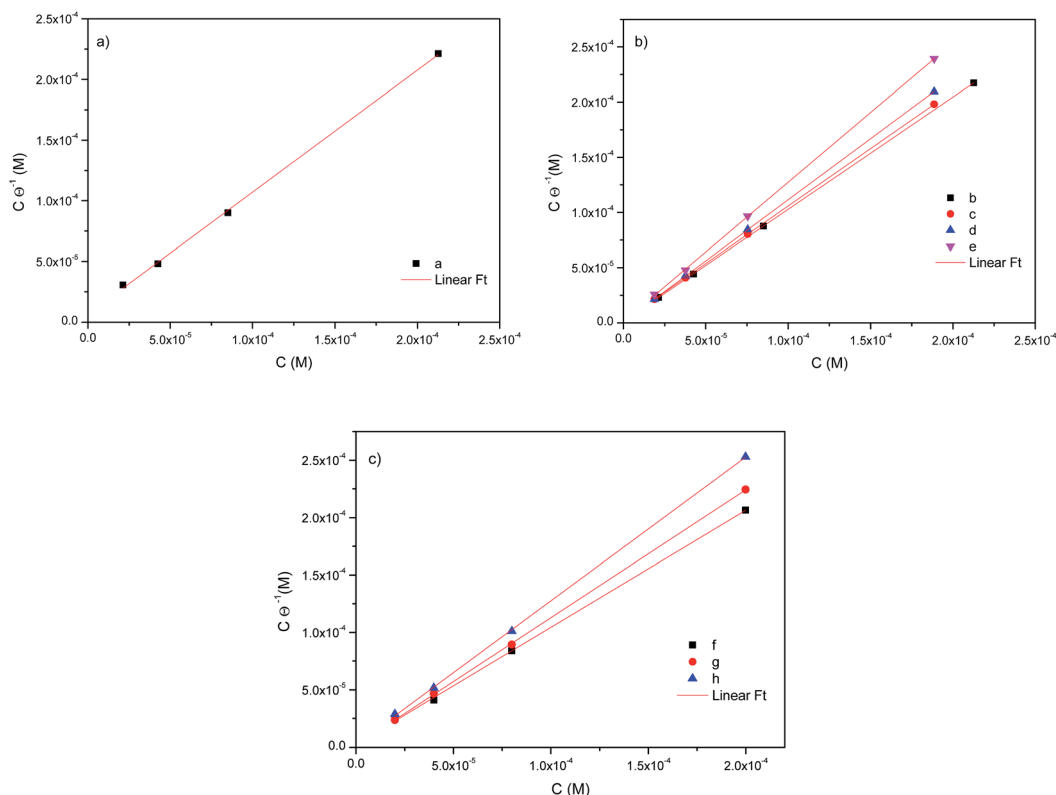 a)
2.5x10⁻⁴
2.0x10⁻⁴
1.5x10⁻⁴
1.0x10⁻⁴
5.0x10⁻⁵
0.0
C Θ⁻¹ (M)
a
Linear Ft
0.0 5.0x10⁻⁵ 1.0x10⁻⁴ 1.5x10⁻⁴ 2.0x10⁻⁴ 2.5x10⁻⁴
C (M)
b)
2.5x10⁻⁴
2.0x10⁻⁴
1.5x10⁻⁴
1.0x10⁻⁴
5.0x10⁻⁵
0.0
C Θ⁻¹(M)
b
c
d
e
Linear Ft
0.0 5.0x10⁻⁵ 1.0x10⁻⁴ 1.5x10⁻⁴ 2.0x10⁻⁴ 2.5x10⁻⁴
C (M)
c)
2.5x10⁻⁴
2.0x10⁻⁴
1.5x10⁻⁴
1.0x10⁻⁴
5.0x10⁻⁵
0.0
C Θ⁻¹(M)
f
g
h
Linear Ft
0.0 5.0x10⁻⁵ 1.0x10⁻⁴ 1.5x10⁻⁴ 2.0x10⁻⁴
C (M)